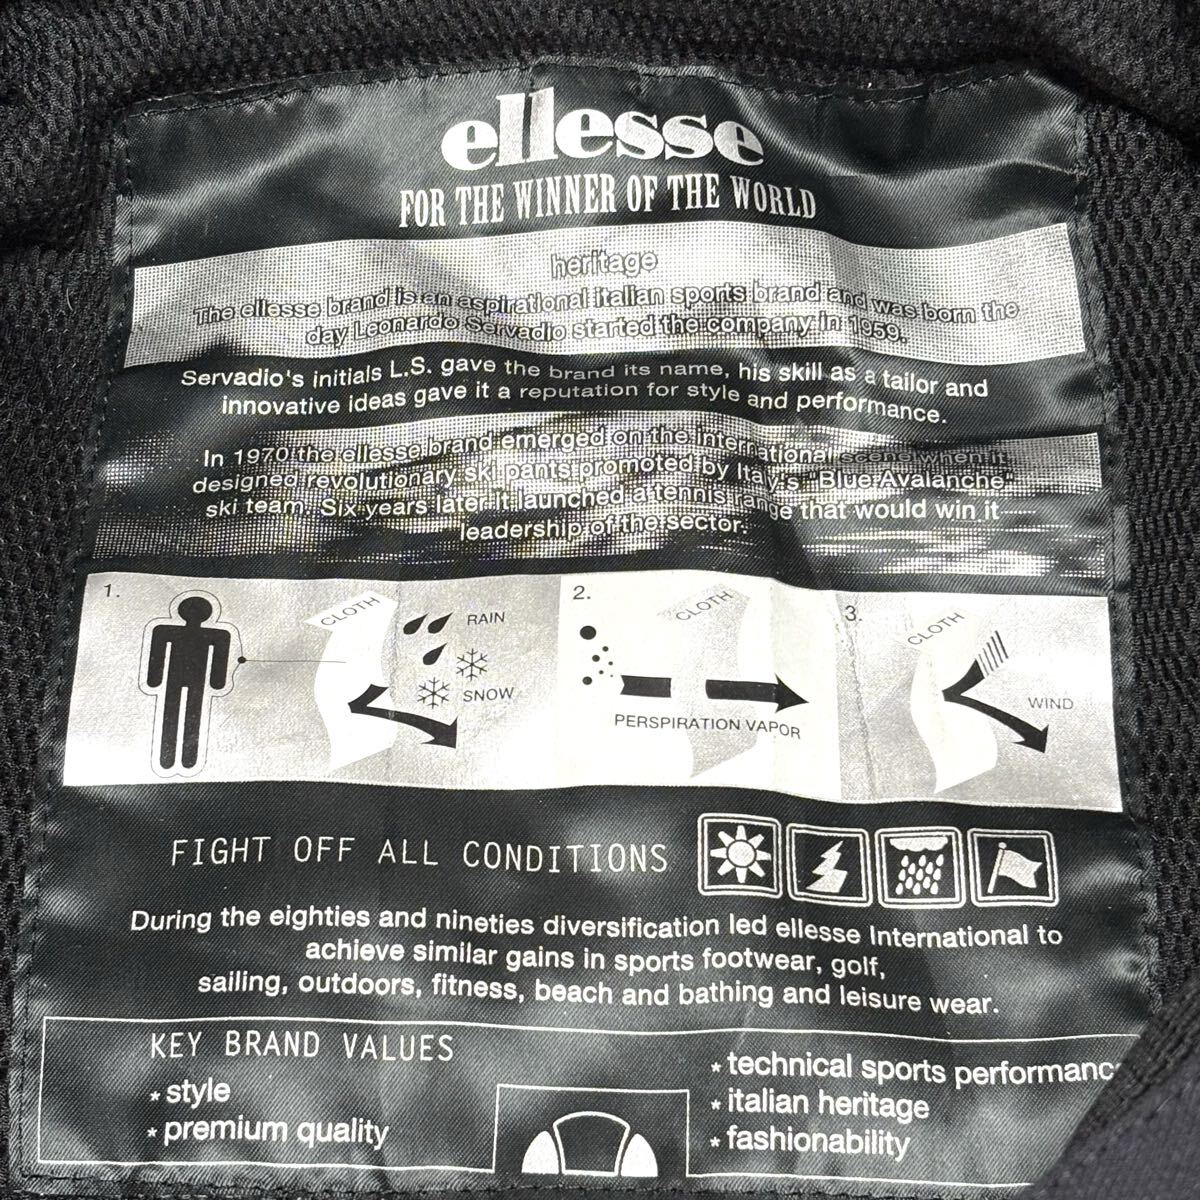 ellesse
FOR THE WINNER OF THE WORLD
heritage
The ellesse brand is an aspirational italian sports brand and was born the
day Leonardo Servadio started the company in 1959.
Servadio's initials L.S. gave the brand its name, his skill as a tailor and
innovative ideas gave it a reputation for style and performance.
In 1970 the ellesse brand emerged on the International scene when it
designed revolutionary ski pants promoted by Italy's "Blue Avalanche"
ski team. Six years later it launched a tennis range that would win it
leadership of the sector.
1.
CLOTH
RAIN
SNOW
2.
CLOTH
PERSPIRATION VAPOR
3.
CLOTH
WIND
FIGHT OFF ALL CONDITIONS
During the eighties and nineties diversification led ellesse International to
achieve similar gains in sports footwear, golf,
sailing, outdoors, fitness, beach and bathing and leisure wear.
KEY BRAND VALUES
* style
* premium quality
* technical sports performanc
* italian heritage
* fashionability